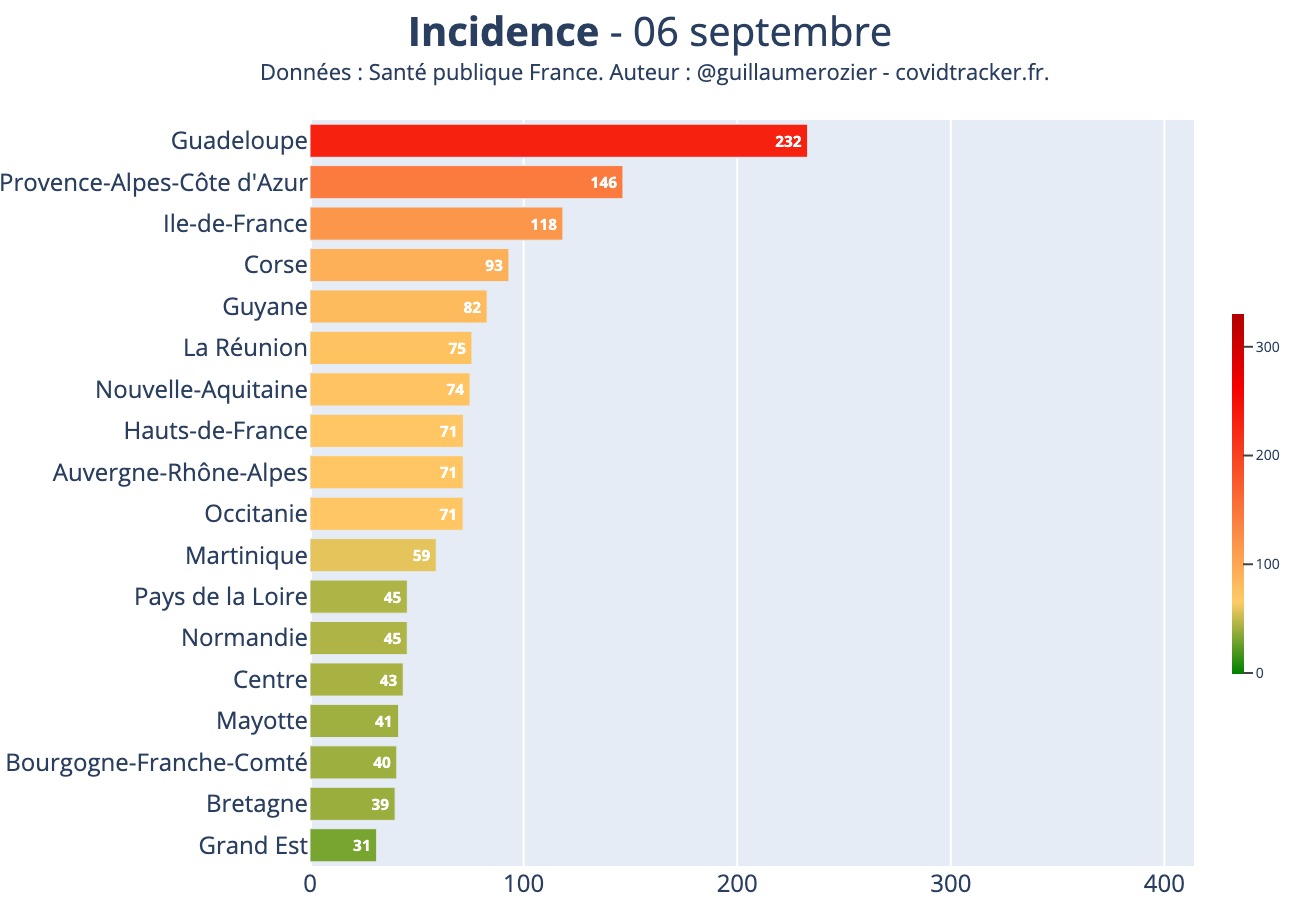 Incidence - 06 septembre
Données : Santé publique France. Auteur : @guillaumerozier - covidtracker.fr.
Guadeloupe 232
Provence-Alpes-Côte d'Azur 146
Ile-de-France 118
Corse 93
Guyane 82
La Réunion 75
Nouvelle-Aquitaine 74
Hauts-de-France 71
Auvergne-Rhône-Alpes 71
Occitanie 71
Martinique 59
Pays de la Loire 45
Normandie 45
Centre 43
Mayotte 41
Bourgogne-Franche-Comté 40
Bretagne 39
Grand Est 31
0 100 200 300 400
300
200
100
0